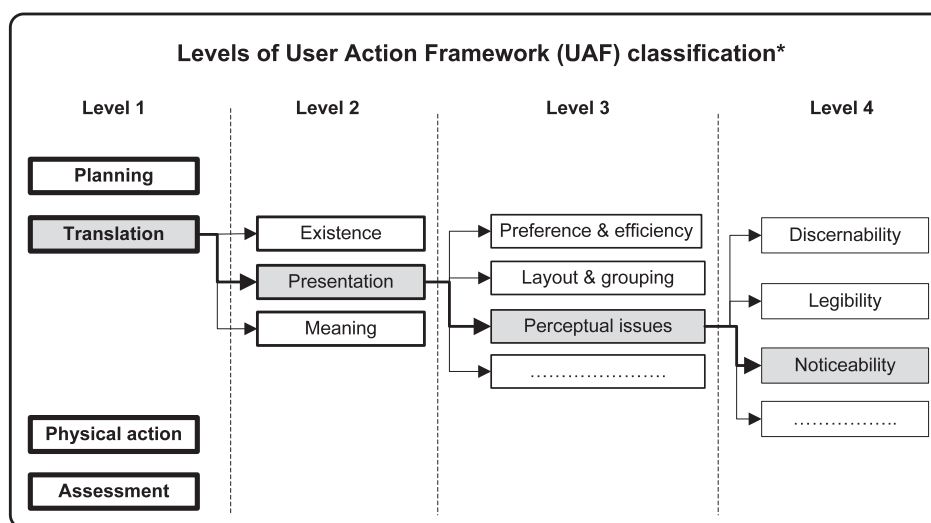 Levels of User Action Framework (UAF) classification*
Level 1
Level 2
Level 3
Level 4
Planning
Translation
Existence
Presentation
Meaning
Preference & efficiency
Layout & grouping
Perceptual issues
......................
Discernability
Legibility
Noticeability
.................
Physical action
Assessment